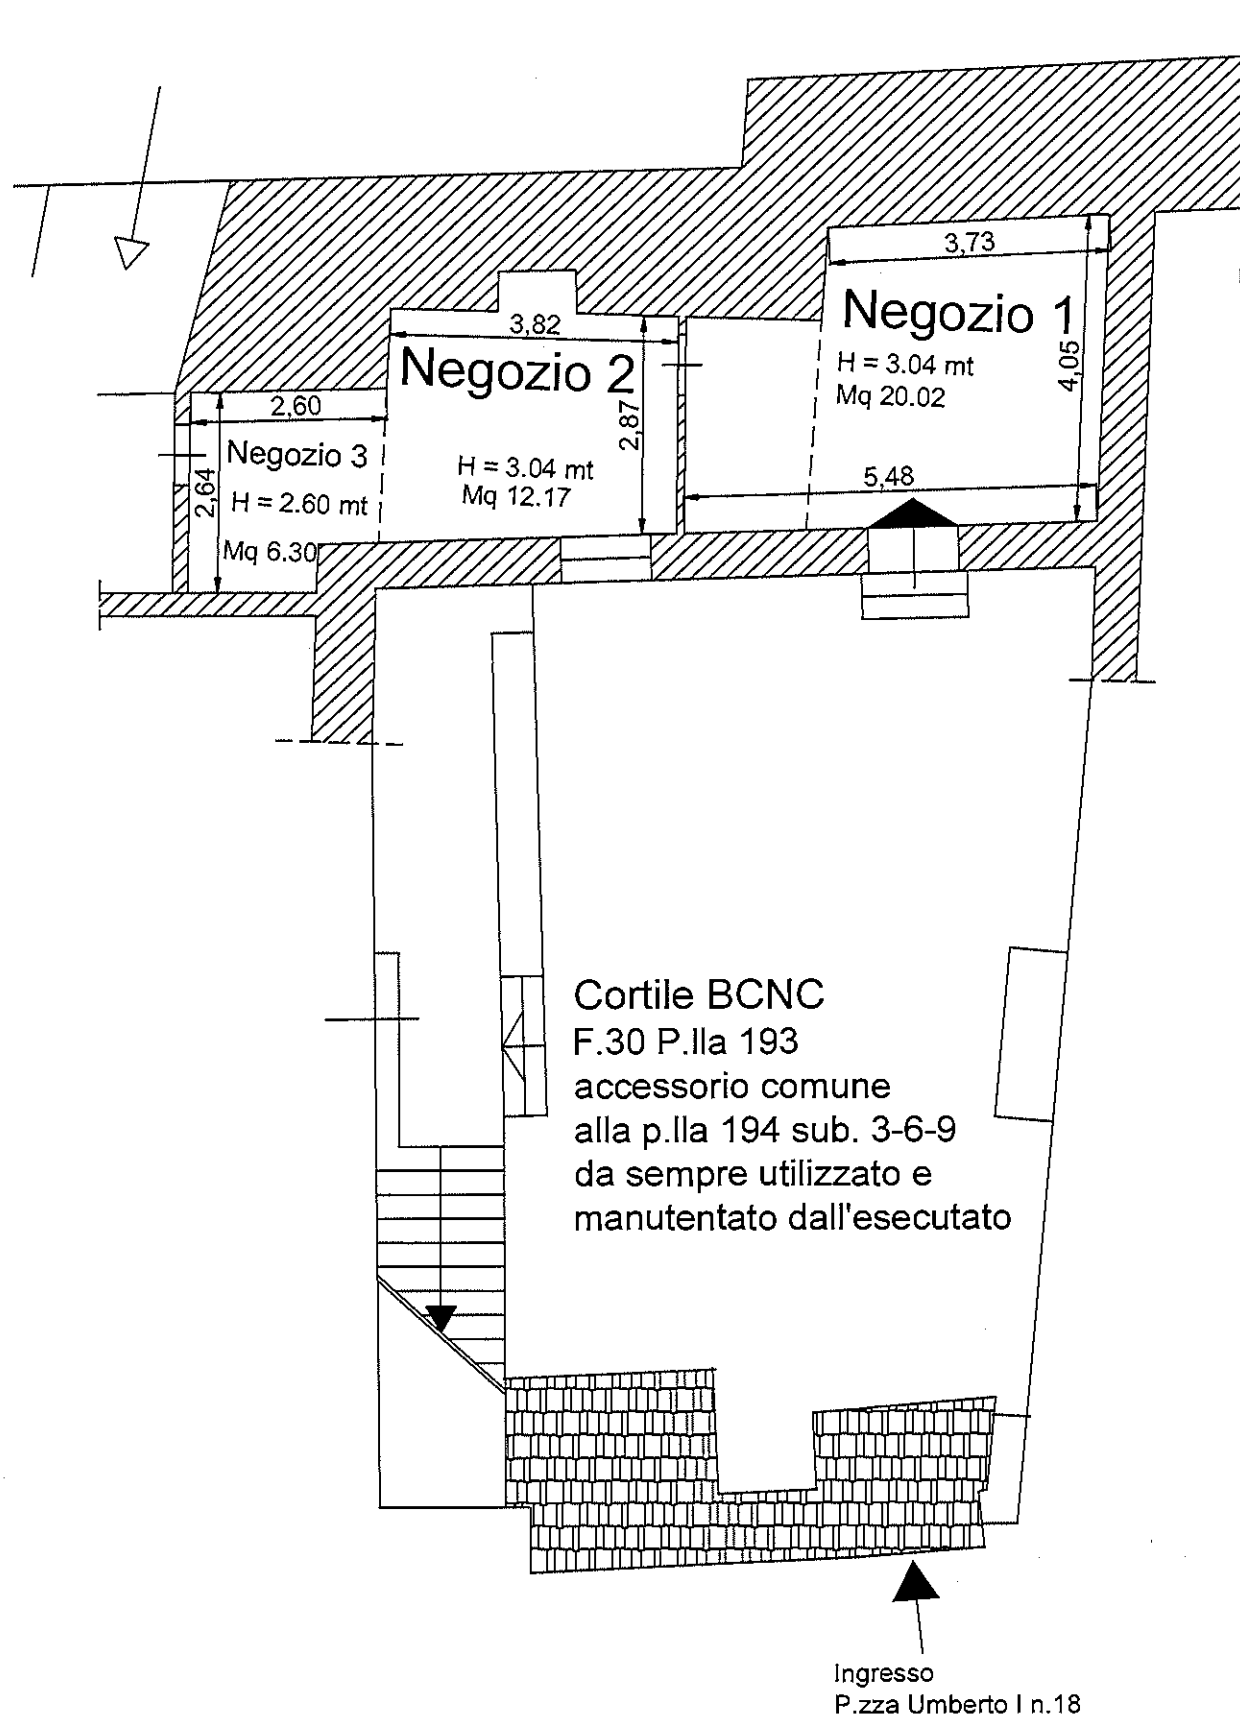 3,73
Negozio 1
H = 3.04 mt
Mq 20.02
4,05
5,48
3,82
Negozio 2
2,87
H = 3.04 mt
Mq 12.17
2,60
Negozio 3
2,64
H = 2.60 mt
Mq 6.30
Cortile BCNC
F.30 P.lla 193
accessorio comune
alla p.lla 194 sub. 3-6-9
da sempre utilizzato e
manutentato dall'esecutato
Ingresso
P.zza Umberto I n.18